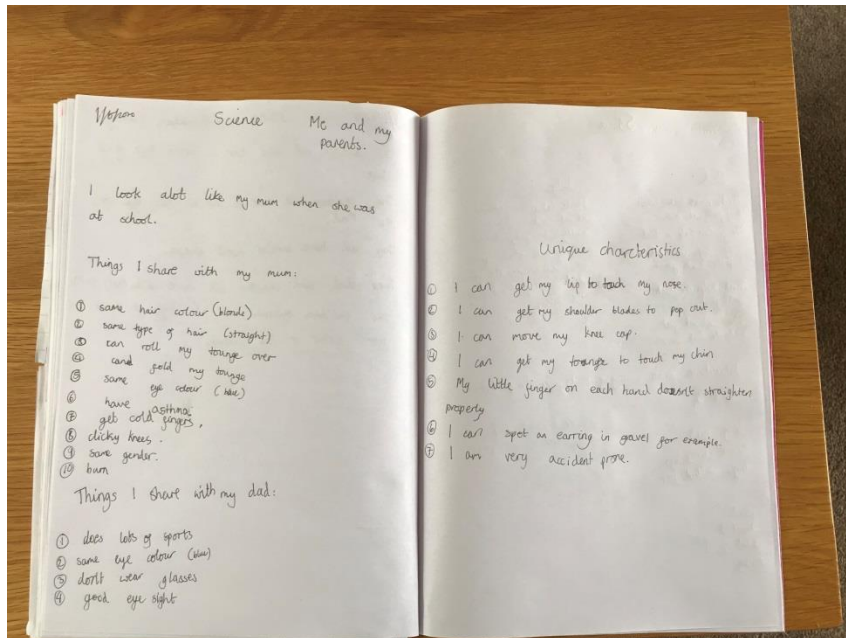 Science
Me and my
parents.
I look alot like my mum when she was
at school.
Things I share with my mum:
① same hair colour (blonde)
② same type of hair (straight)
③ can roll my tounge over
④ can fold my tounge
⑤ same eye colour (blue)
⑥ have asthma
⑦ get cold fingers,
⑧ clicky knees.
⑨ same gender.
⑩ burn
Things I share with my dad:
① does lots of sports
② same eye colour (blue)
③ don't wear glasses
④ good eye sight
Unique charcteristics
① I can get my lip to touch my nose.
② I can get my shoulder blades to pop out.
③ I can move my knee cap.
④ I can get my tounge to touch my chin
⑤ My little finger on each hand doesn't straighten
properly
⑥ I can spot an earring in gavel for example.
⑦ I am very accident prone.